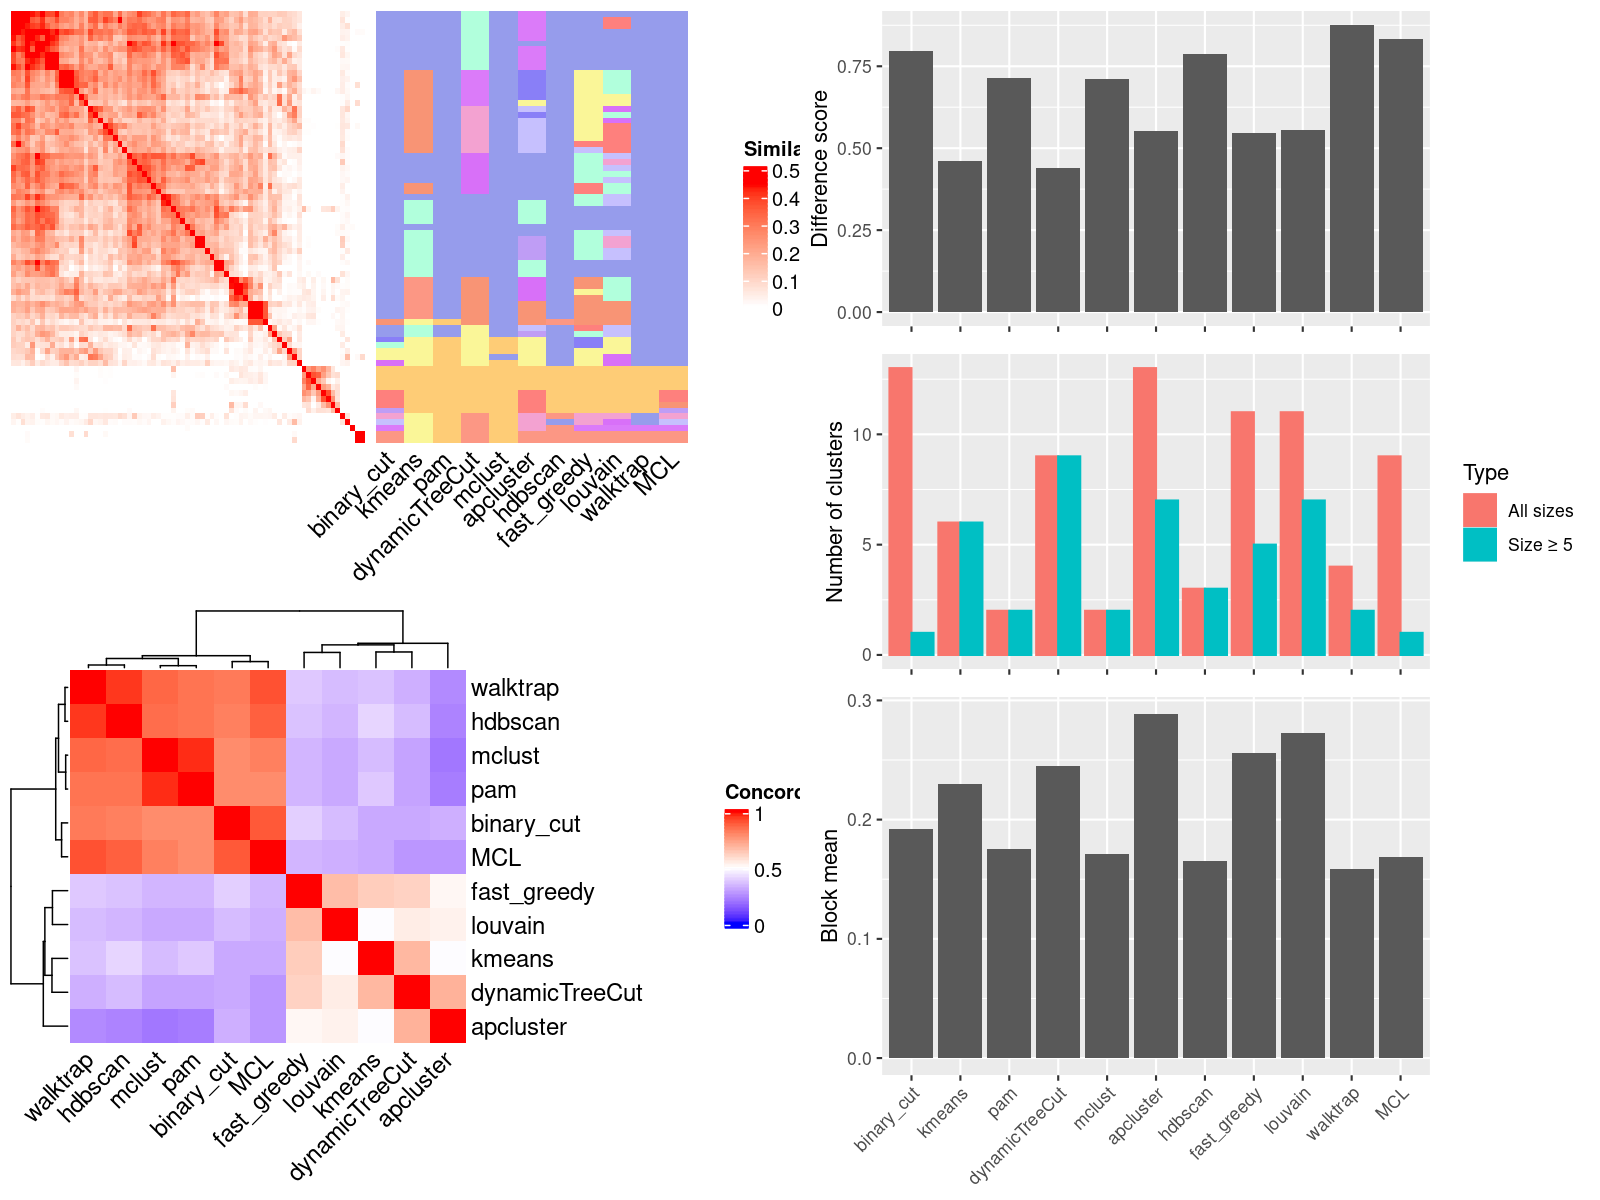 Simila
0.5
0.4
0.3
0.2
0.1
0
binary_cut
kmeans
pam
dynamicTreeCut
mclust
apcluster
hdbscan
fast_greedy
louvain
walktrap
MCL
walktrap
hdbscan
mclust
pam
binary_cut
MCL
fast_greedy
louvain
kmeans
dynamicTreeCut
apcluster
walktrap
hdbscan
mclust
pam
binary_cut
MCL
fast_greedy
louvain
kmeans
dynamicTreeCut
apcluster
Concord
1
0.5
0
Difference score
0.75
0.50
0.25
0.00
Number of clusters
10
5
0
Type
All sizes
Size ≥ 5
Block mean
0.3
0.2
0.1
0.0
binary_cut
kmeans
pam
dynamicTreeCut
mclust
apcluster
hdbscan
fast_greedy
louvain
walktrap
MCL